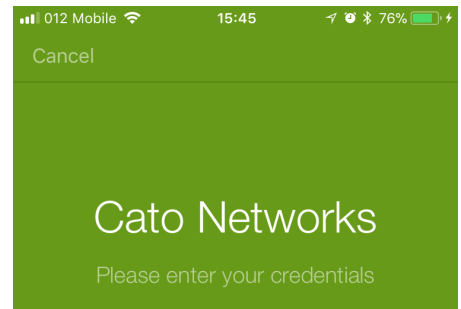 012 Mobile 15:45 76%
Cancel
Cato Networks
Please enter your credentials